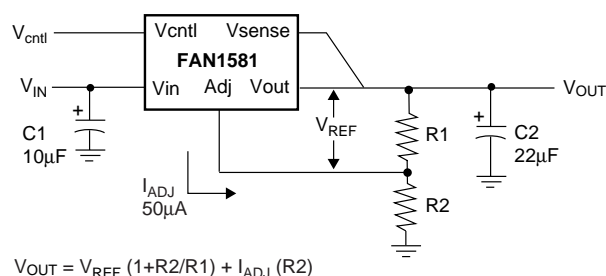 Vcntl
Vcntl Vsense
FAN1581
VIN
Vin Adj Vout
VOUT
+
C1
10µF
VREF
R1
+
C2
22µF
IADJ
50µA
R2
VOUT = VREF (1+R2/R1) + IADJ (R2)